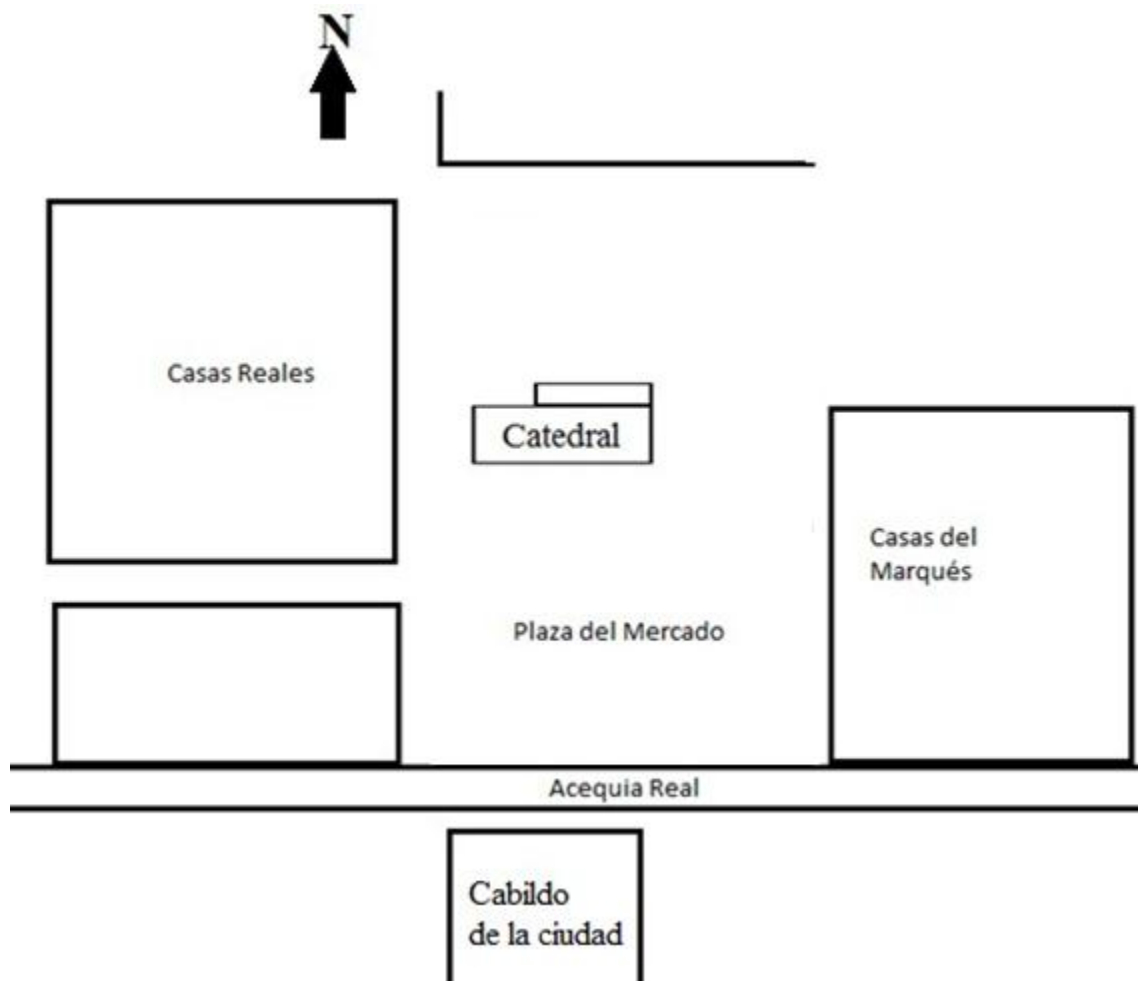 N
Casas Reales
Catedral
Casas del
Marqués
Plaza del Mercado
Acequia Real
Cabildo
de la ciudad